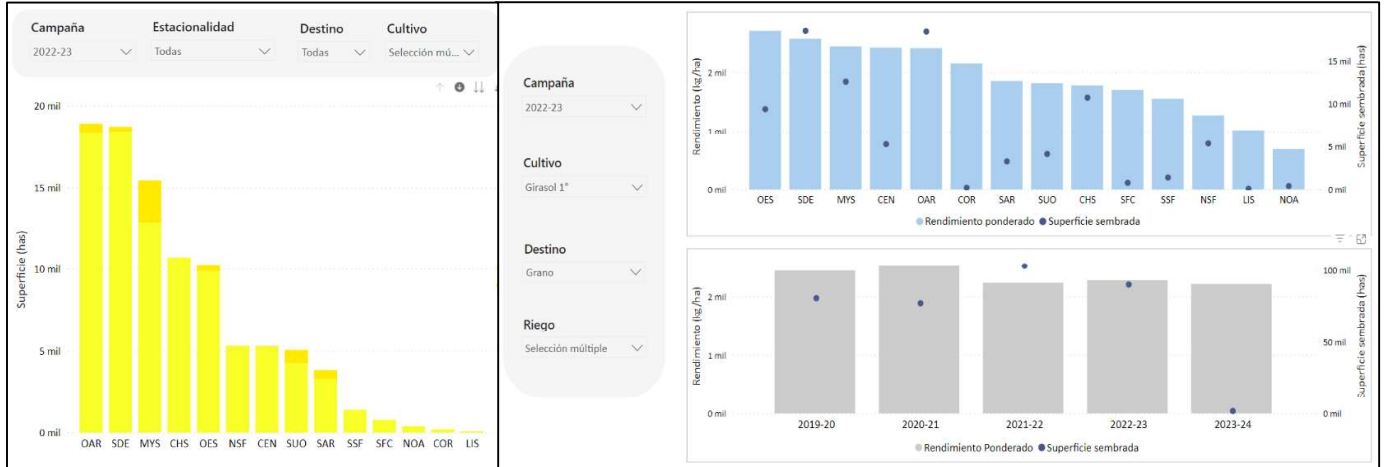 Campaña Estacionalidad Destino Cultivo
2022-23 Todas Todas Selección mú...
20 mil
15 mil
10 mil
5 mil
0 mil
Superficie (has)
OAR SDE MYS CHS OES NSF CEN SUO SAR SSF SFC NOA COR LIS
Campaña
2022-23
Cultivo
Girasol 1°
Destino
Grano
Riego
Selección múltiple
Rendimiento (kg/ha)
2 mil
1 mil
0 mil
15 mil
10 mil
5 mil
0 mil
Superficie sembrada (has)
OES SDE MYS CEN OAR COR SAR SUO CHS SFC SSF NSF LIS NOA
Rendimiento ponderado Superficie sembrada
Rendimiento (kg/ha)
2 mil
1 mil
0 mil
100 mil
50 mil
0 mil
Superficie sembrada (has)
2019-20 2020-21 2021-22 2022-23 2023-24
Rendimiento Ponderado Superficie sembrada